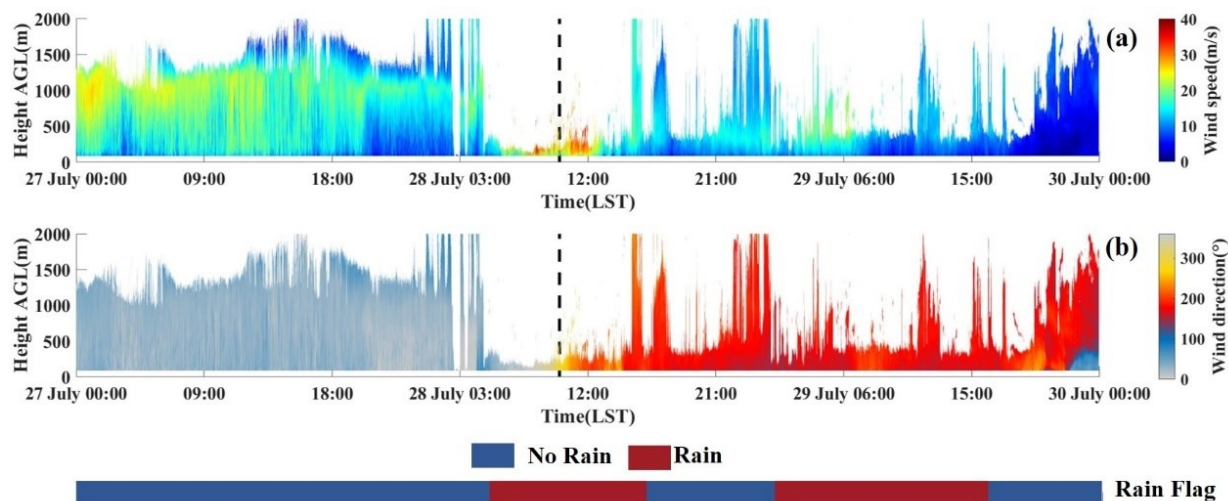 2000
1500
1000
500
0
Height AGL(m)
(a)
40
30
20
10
0
Wind speed(m/s)
27 July 00:00 09:00 18:00 28 July 03:00 12:00 21:00 29 July 06:00 15:00 30 July 00:00
Time(LST)
2000
1500
1000
500
0
Height AGL(m)
(b)
300
200
100
0
Wind direction(°)
27 July 00:00 09:00 18:00 28 July 03:00 12:00 21:00 29 July 06:00 15:00 30 July 00:00
Time(LST)
No Rain Rain
Rain Flag